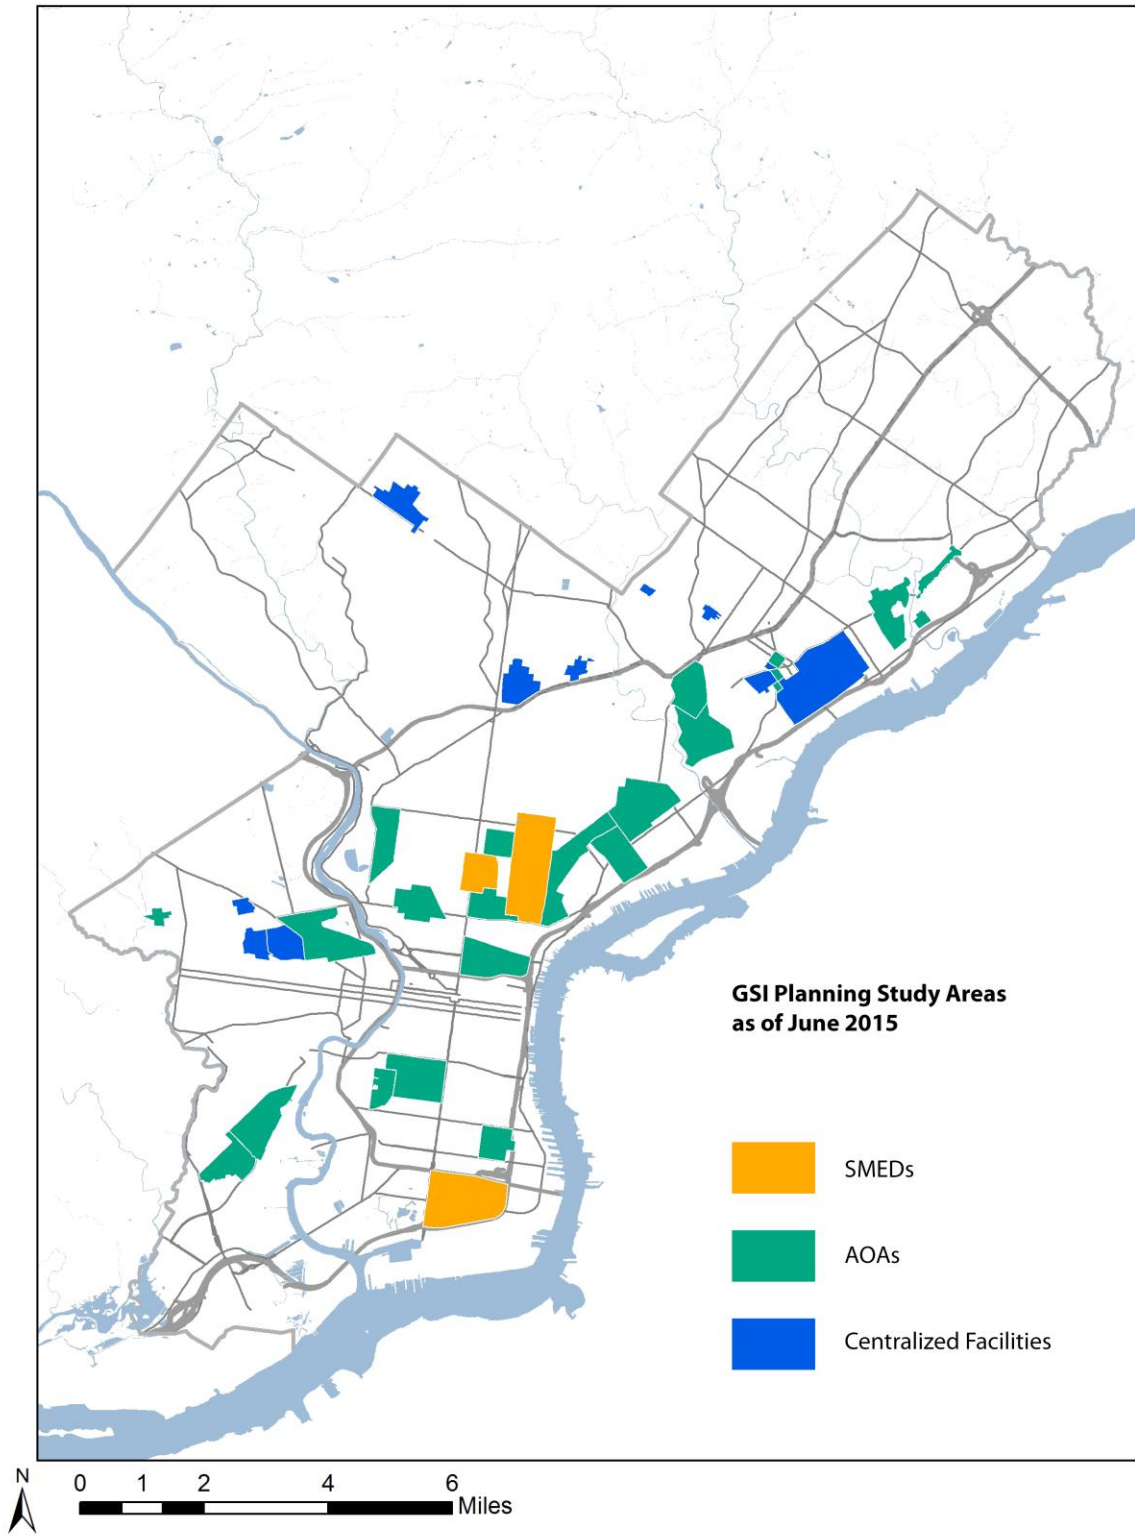 GSI Planning Study Areas
as of June 2015
SMEDs
AOAs
Centralized Facilities
N
0 1 2 4 6
Miles